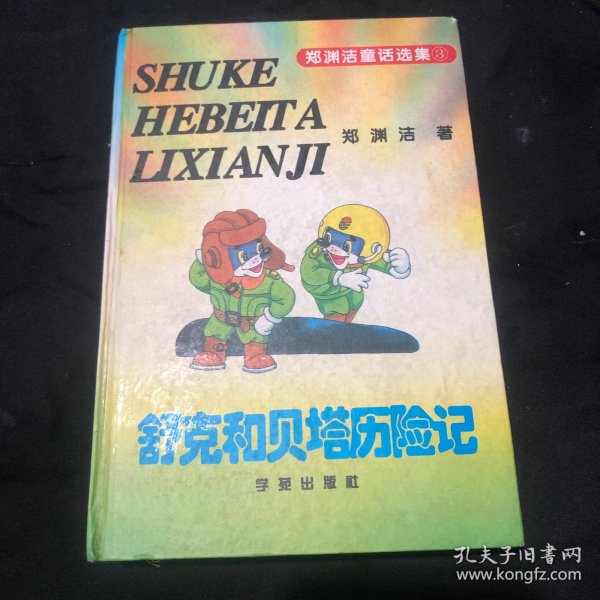 郑渊洁童话选集③
SHUKE
HEBEITA
LIXIANJI
郑渊洁 著
舒克和贝塔历险记
学苑出版社
孔夫子旧书网
www.kongfz.com